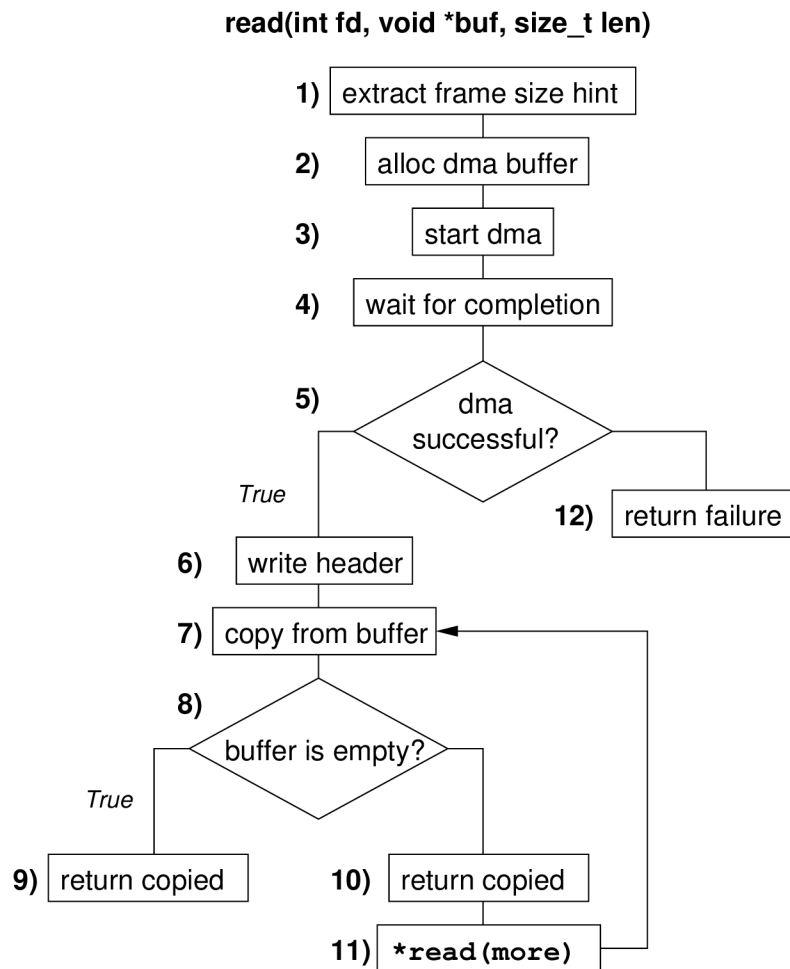 read(int fd, void *buf, size_t len)
1) extract frame size hint
2) alloc dma buffer
3) start dma
4) wait for completion
5) dma
successful?
True
12) return failure
6) write header
7) copy from buffer
8)
buffer is empty?
True
9) return copied
10) return copied
11) *read(more)